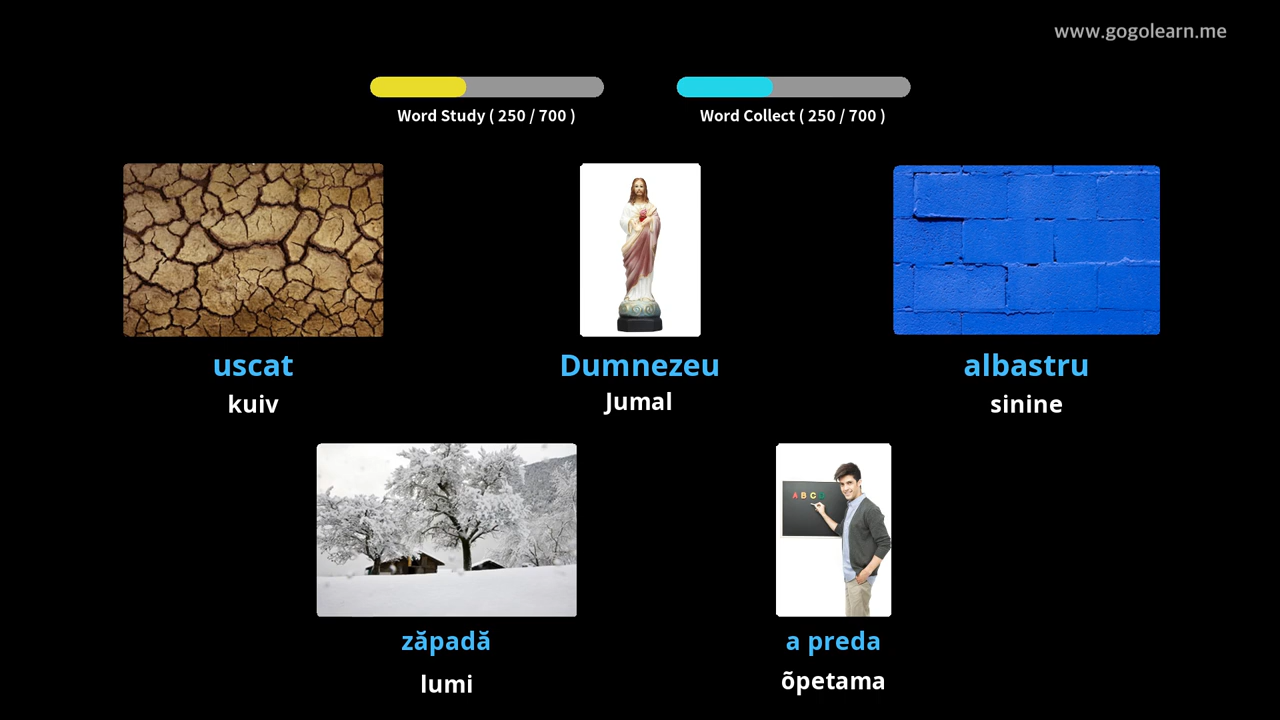 www.gogolearn.me
Word Study ( 250 / 700 )
Word Collect ( 250 / 700 )
uscat
kuiv
Dumnezeu
Jumal
albastru
sinine
A B C D
zăpadă
lumi
a preda
õpetama